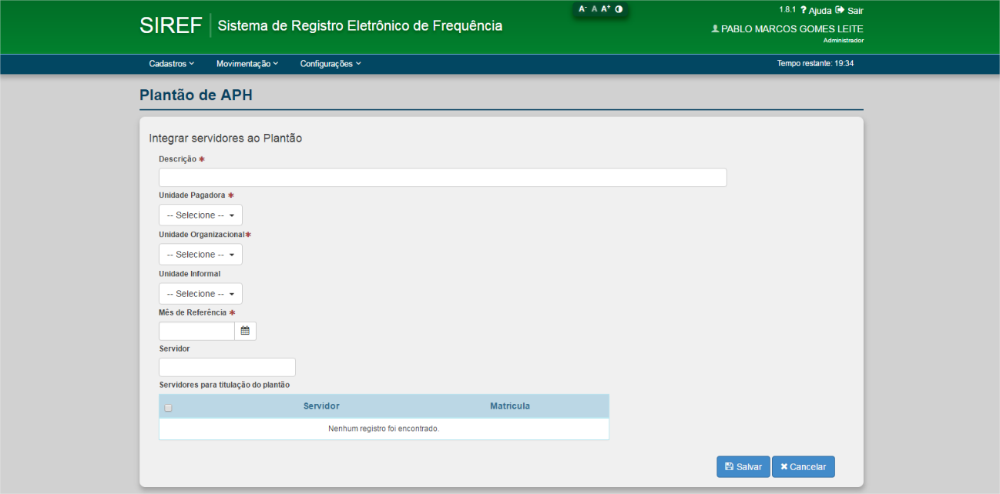 A- A A+
1.8.1 ? Ajuda Sair
SIREF Sistema de Registro Eletrônico de Frequência
PABLO MARCOS GOMES LEITE
Administrador
Cadastros Movimentação Configurações Tempo restante: 19:34
Plantão de APH
Integrar servidores ao Plantão
Descrição *
Unidade Pagadora *
-- Selecione --
Unidade Organizacional*
-- Selecione --
Unidade Informal
-- Selecione --
Mês de Referência *
Servidor
Servidores para titulação do plantão
Servidor Matricula
Nenhum registro foi encontrado.
Salvar Cancelar